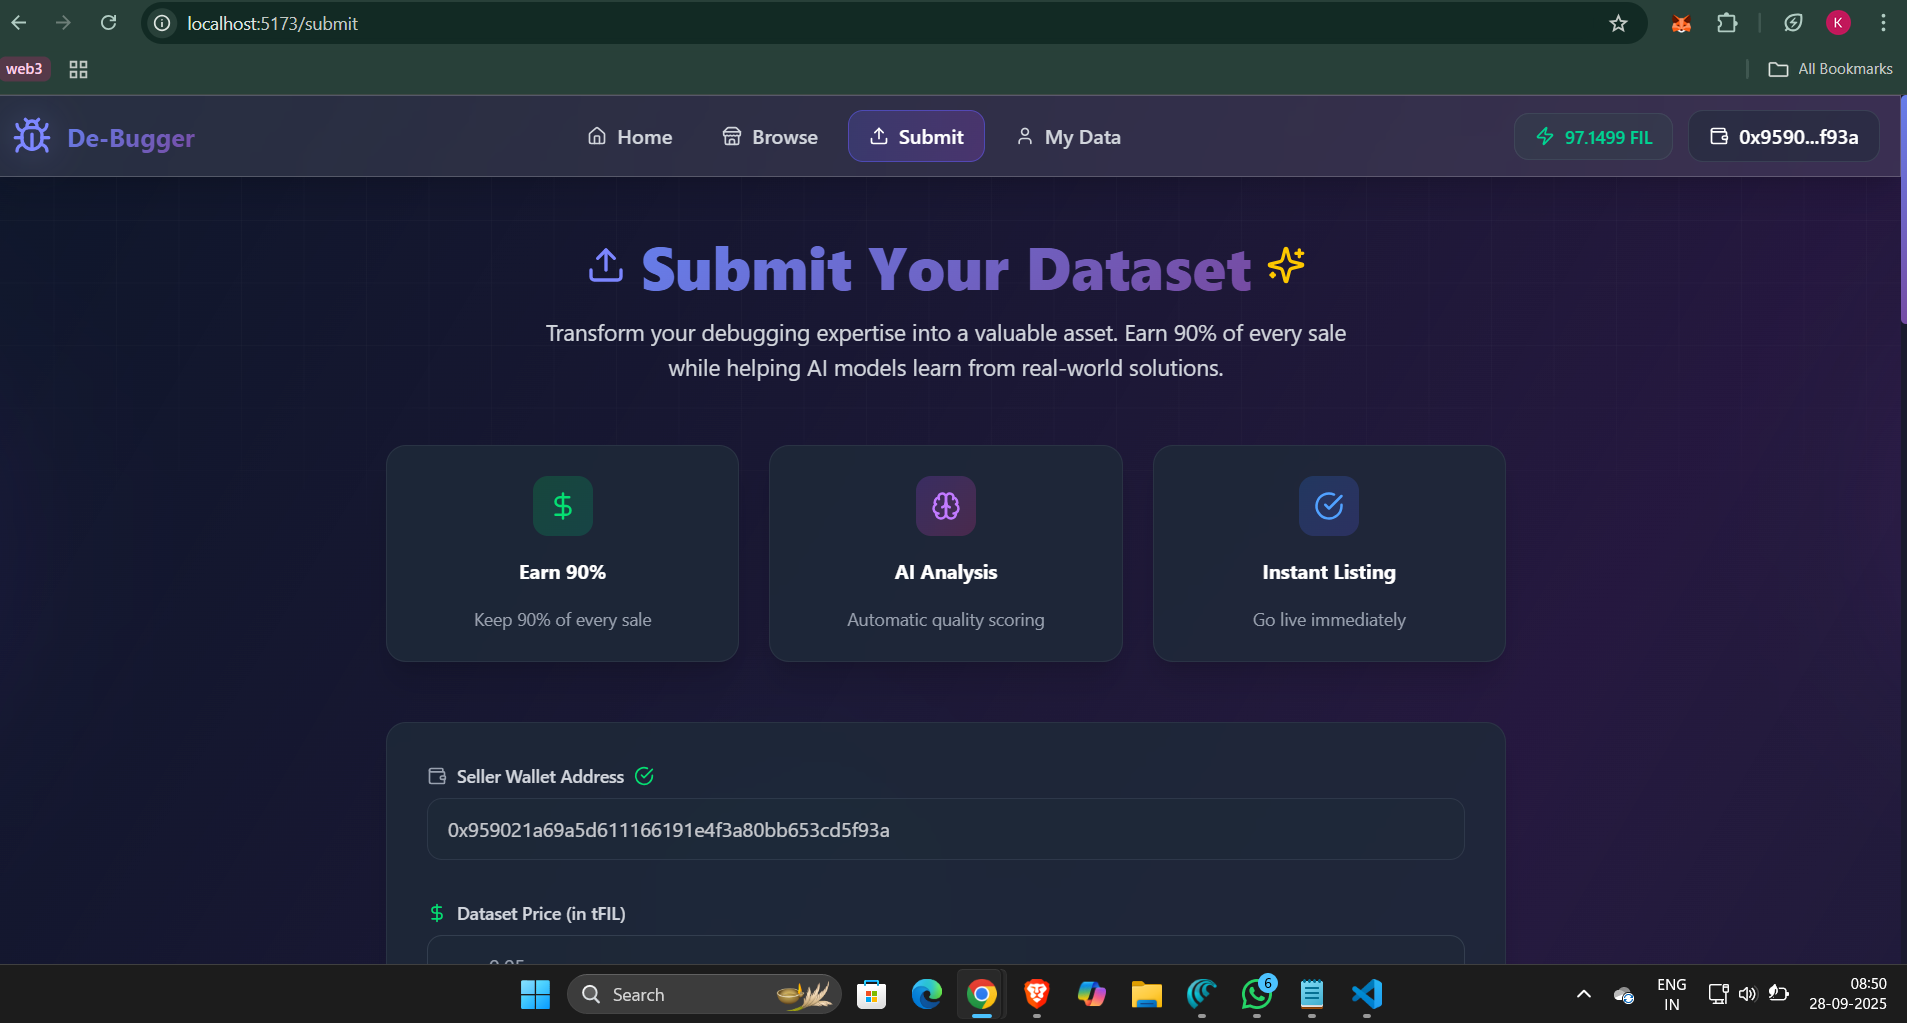 localhost:5173/submit
K
web3
All Bookmarks
De-Bugger
Home
Browse
Submit
My Data
97.1499 FIL
0x9590...f93a
Submit Your Dataset
Transform your debugging expertise into a valuable asset. Earn 90% of every sale
while helping AI models learn from real-world solutions.
Earn 90%
Keep 90% of every sale
AI Analysis
Automatic quality scoring
Instant Listing
Go live immediately
Seller Wallet Address
0x959021a69a5d611166191e4f3a80bb653cd5f93a
Dataset Price (in tFIL)
Search
6
ENG
IN
08:50
28-09-2025